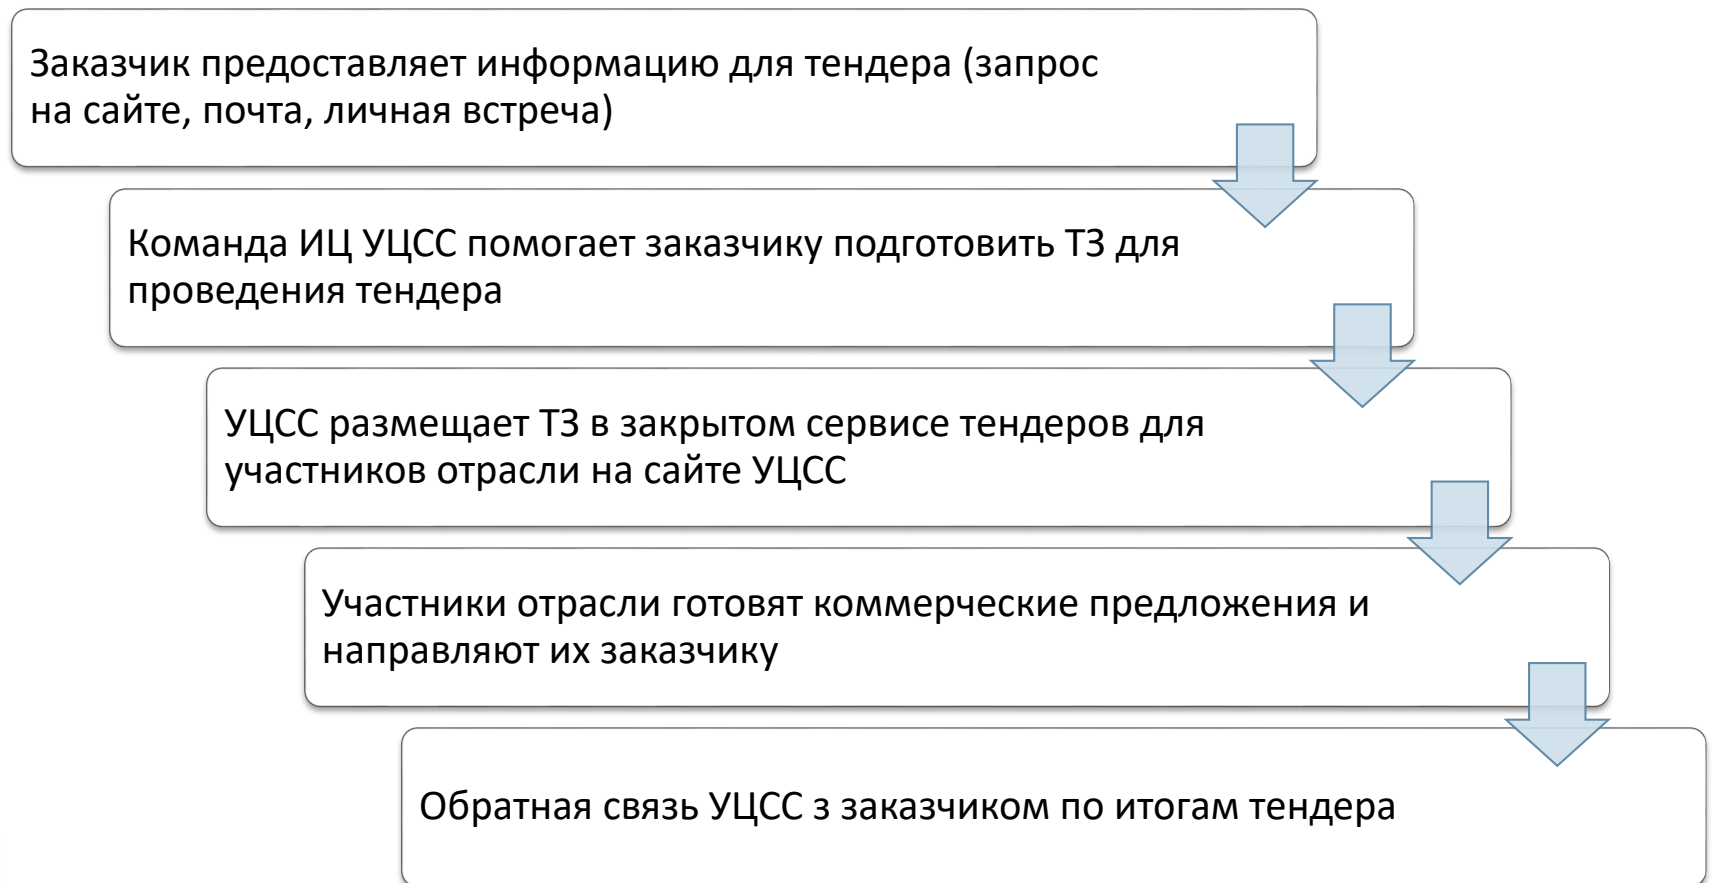 Заказчик предоставляет информацию для тендера (запрос
на сайте, почта, личная встреча)
Команда ИЦ УЦСС помогает заказчику подготовить ТЗ для
проведения тендера
УЦСС размещает ТЗ в закрытом сервисе тендеров для
участников отрасли на сайте УЦСС
Участники отрасли готовят коммерческие предложения и
направляют их заказчику
Обратная связь УЦСС з заказчиком по итогам тендера